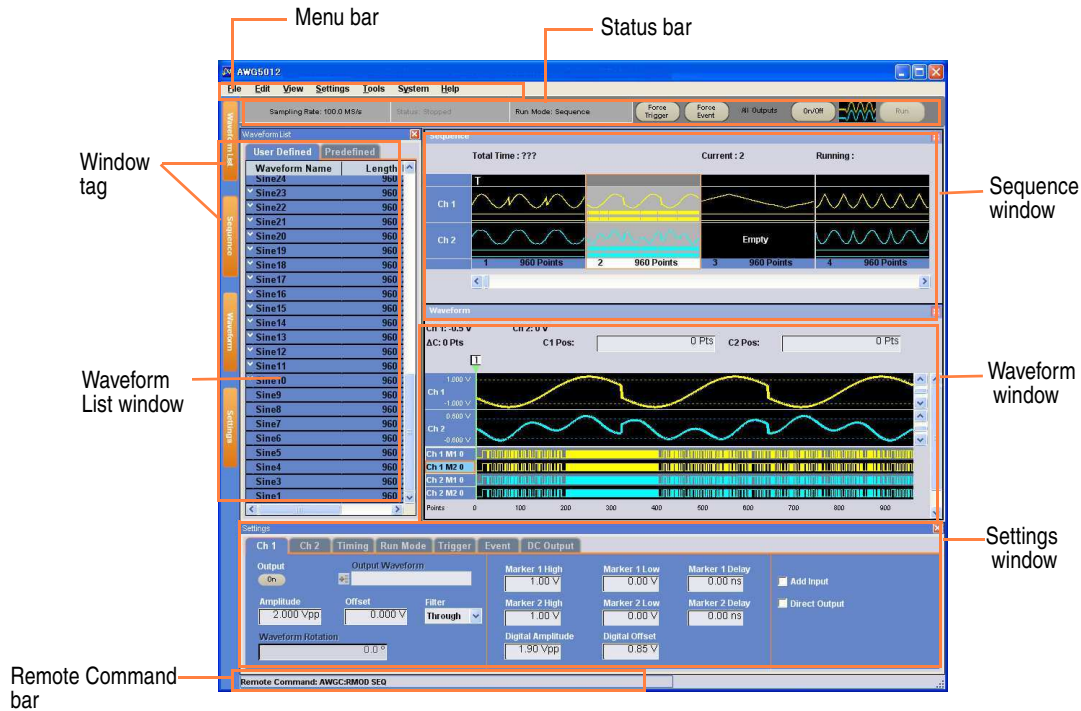 Menu bar
Status bar
AWG5012
File Edit View Settings Tools System Help
Sampling Rate: 100.0 MS/s Status: Stopped Run Mode: Sequence Force Trigger Force Event All Outputs On/Off Run
Window tag
Waveform List
Sequence
Waveform
Settings
Waveform List
User Defined Predefined
Waveform Name Length
Sine24 960
Sine23 960
Sine22 960
Sine21 960
Sine20 960
Sine19 960
Sine18 960
Sine17 960
Sine16 960
Sine15 960
Sine14 960
Sine13 960
Sine12 960
Sine11 960
Sine10 960
Sine9 960
Sine8 960
Sine7 960
Sine6 960
Sine5 960
Sine4 960
Sine3 960
Sine1 960
Waveform
List window
Sequence
Total Time : ??? Current : 2 Running :
T
Ch 1
Ch 2 Empty
1 960 Points 2 960 Points 3 960 Points 4 960 Points
Sequence
window
Waveform
Ch 1: -0.5 V Ch 2: 0 V
ΔC: 0 Pts C1 Pos: 0 Pts C2 Pos: 0 Pts
T
1.000 V
Ch 1
-1.000 V
0.600 V
Ch 2
-0.600 V
Ch 1 M1 0
Ch 1 M2 0
Ch 2 M1 0
Ch 2 M2 0
Points 0 100 200 300 400 500 600 700 800 900
Waveform
window
Settings
Ch 1 Ch 2 Timing Run Mode Trigger Event DC Output
Output Output Waveform Marker 1 High Marker 1 Low Marker 1 Delay
On 1.00 V 0.00 V 0.00 ns Add Input
Amplitude Offset Filter Marker 2 High Marker 2 Low Marker 2 Delay Direct Output
2.000 Vpp 0.000 V Through 1.00 V 0.00 V 0.00 ns
Waveform Rotation Digital Amplitude Digital Offset
0.0 ° 1.90 Vpp 0.85 V
Settings
window
Remote Command
bar
Remote Command: AWGC:RMOD SEQ